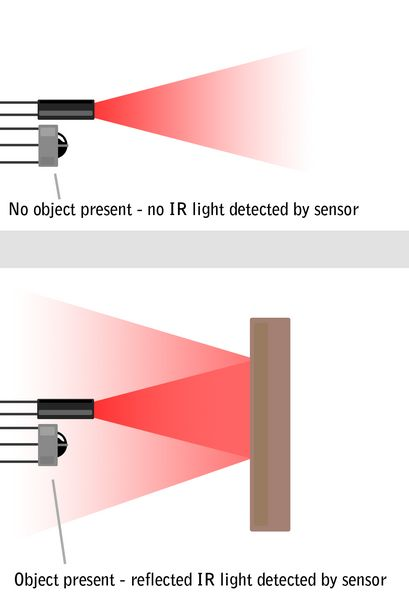 No object present - no IR light detected by sensor
Object present - reflected IR light detected by sensor